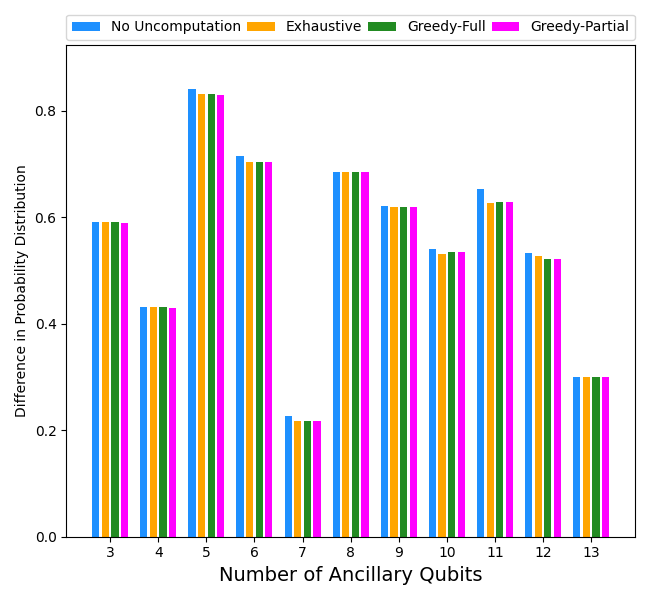 No Uncomputation Exhaustive Greedy-Full Greedy-Partial
Difference in Probability Distribution
0.8
0.6
0.4
0.2
0.0
3 4 5 6 7 8 9 10 11 12 13
Number of Ancillary Qubits